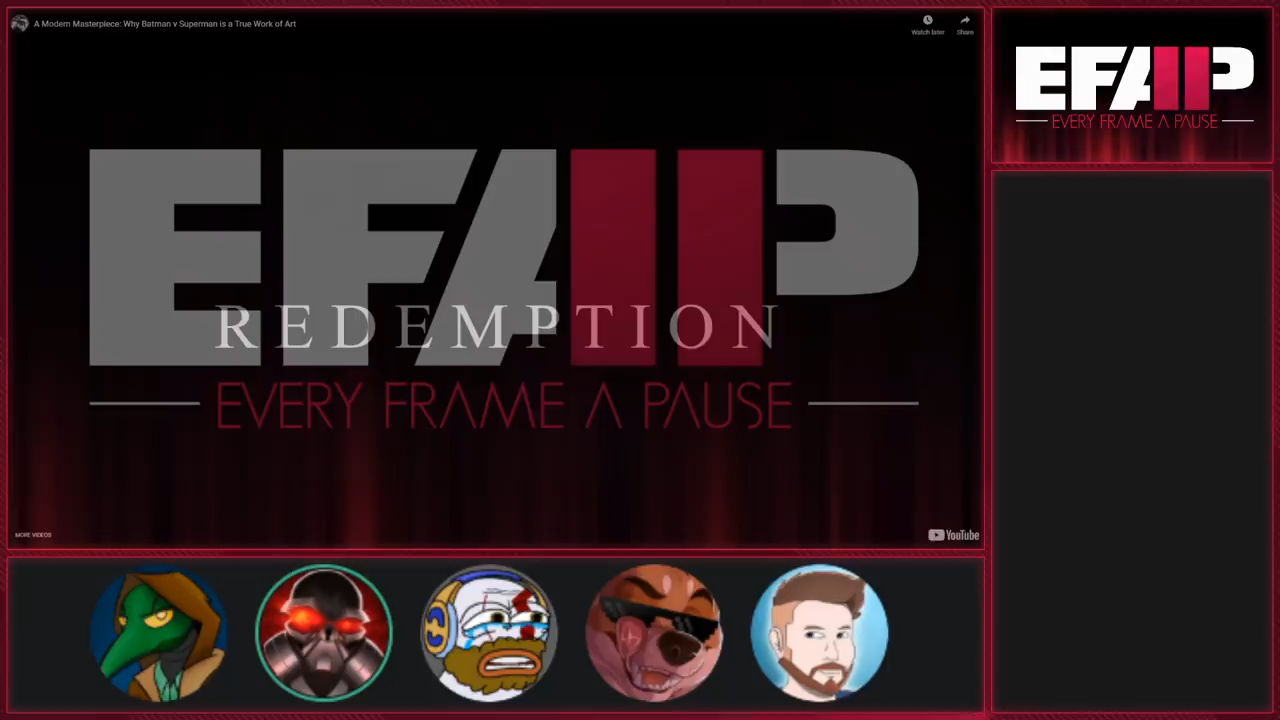 A Modern Masterpiece: Why Batman v Superman is a True Work of Art
Watch later
Share
EFAP
REDEMPTION
EVERY FRAME A PAUSE
MORE VIDEOS
YouTube
EFAP
EVERY FRAME A PAUSE